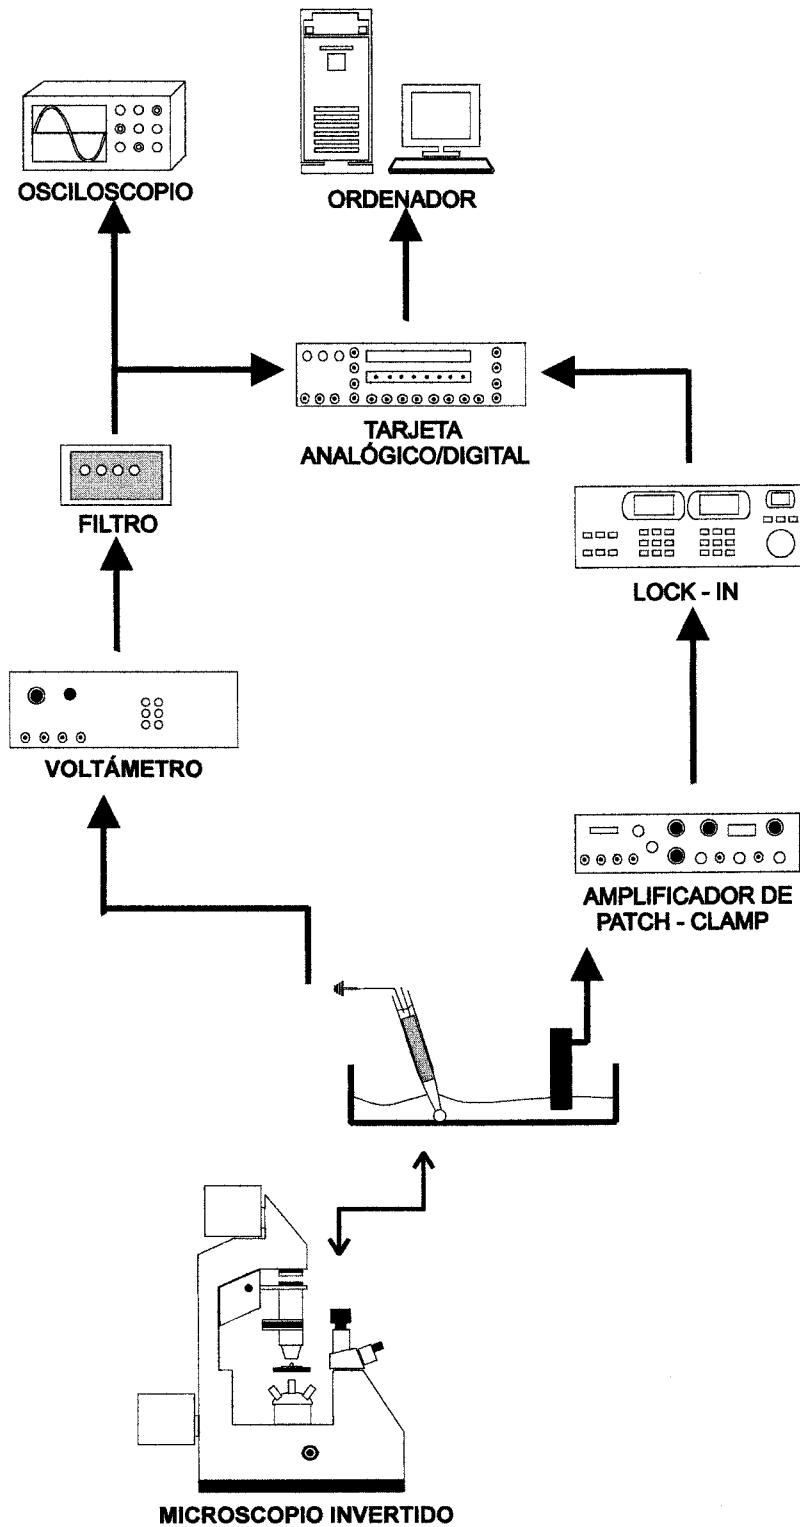 OSCILOSCOPIO
ORDENADOR
TARJETA
ANALÓGICO/DIGITAL
FILTRO
LOCK - IN
VOLTÁMETRO
AMPLIFICADOR DE
PATCH - CLAMP
MICROSCOPIO INVERTIDO